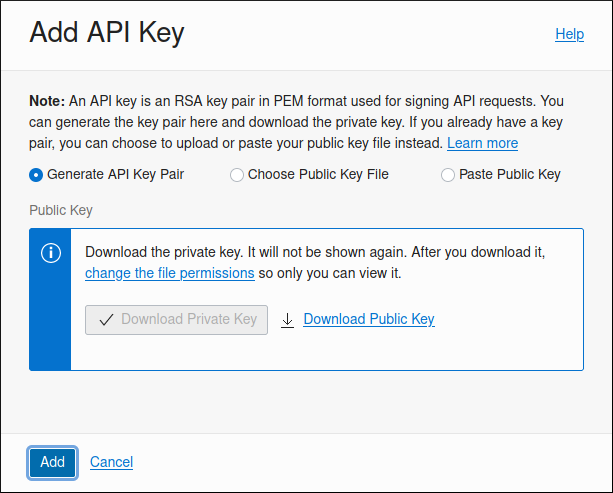 Add API Key
Help
Note: An API key is an RSA key pair in PEM format used for signing API requests. You
can generate the key pair here and download the private key. If you already have a key
pair, you can choose to upload or paste your public key file instead. Learn more
Generate API Key Pair
Choose Public Key File
Paste Public Key
Public Key
Download the private key. It will not be shown again. After you download it,
change the file permissions so only you can view it.
Download Private Key
Download Public Key
Add
Cancel